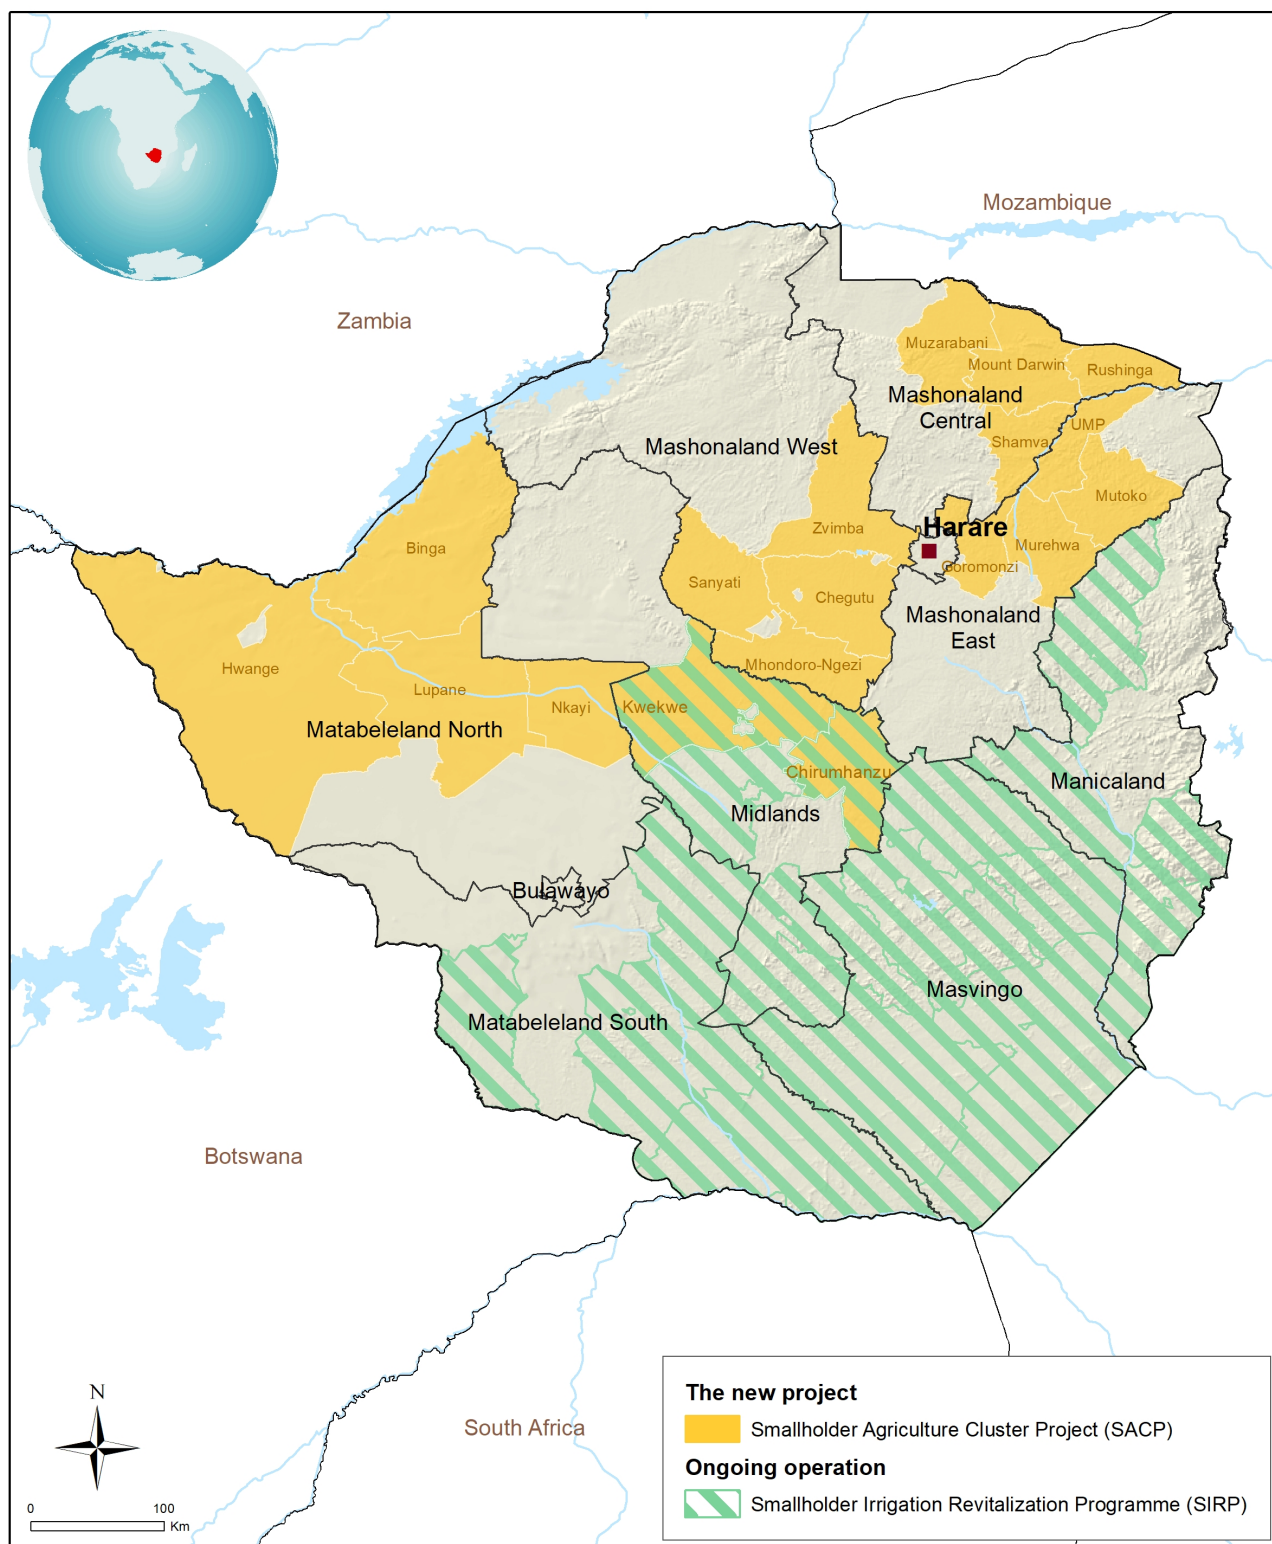 Mozambique
Zambia
Muzarabani
Mount Darwin
Rushinga
Mashonaland
Central
UMP
Shamva
Mashonaland West
Mutoko
Harare
Zvimba
Murehwa
Binga
Goromonzi
Sanyati
Chegutu
Mashonaland
East
Mhondoro-Ngezi
Hwange
Lupane
Nkayi
Kwekwe
Matabeleland North
Chirumhanzu
Manicaland
Midlands
Bulawayo
Masvingo
Matabeleland South
Botswana
South Africa
N
0 100
Km
The new project
Smallholder Agriculture Cluster Project (SACP)
Ongoing operation
Smallholder Irrigation Revitalization Programme (SIRP)